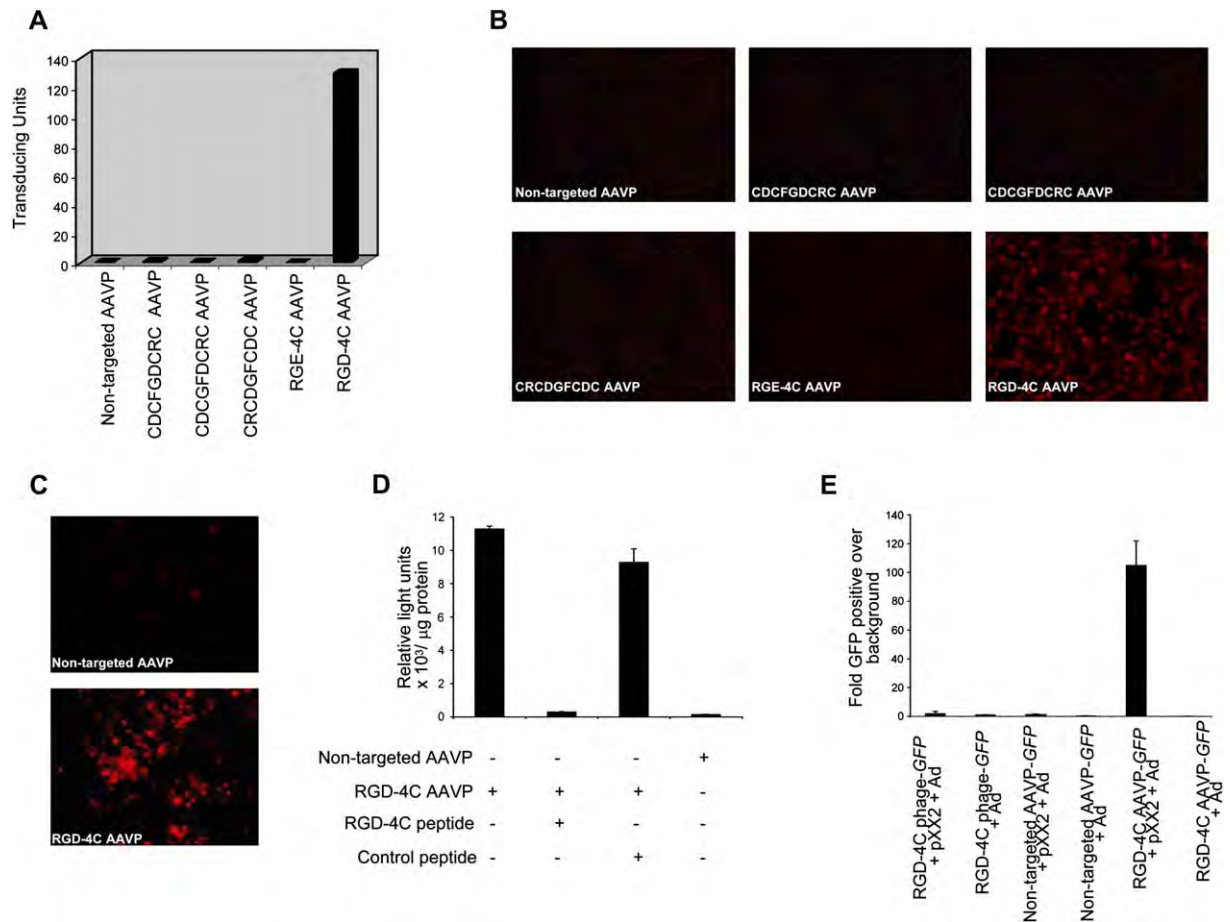 A
Transducing Units
140
120
100
80
60
40
20
0
Non-targeted AAVP
CDCFGDCRC AAVP
CDCGFDCRC AAVP
CRCDGFCDC AAVP
RGE-4C AAVP
RGD-4C AAVP
B
Non-targeted AAVP
CDCFGDCRC AAVP
CDCGFDCRC AAVP
CRCDGFCDC AAVP
RGE-4C AAVP
RGD-4C AAVP
C
Non-targeted AAVP
RGD-4C AAVP
D
Relative light units
x 10³/ μg protein
12
10
8
6
4
2
0
Non-targeted AAVP - - - +
RGD-4C AAVP + + + -
RGD-4C peptide - + - -
Control peptide - - + -
E
Fold GFP positive over
background
140
120
100
80
60
40
20
0
RGD-4C phage-GFP
+ pXX2 + Ad
RGD-4C phage-GFP
+ Ad
Non-targeted AAVP-GFP
+ pXX2 + Ad
Non-targeted AAVP-GFP
+ Ad
RGD-4C AAVP-GFP
+ pXX2 + Ad
RGD-4C AAVP-GFP
+ Ad